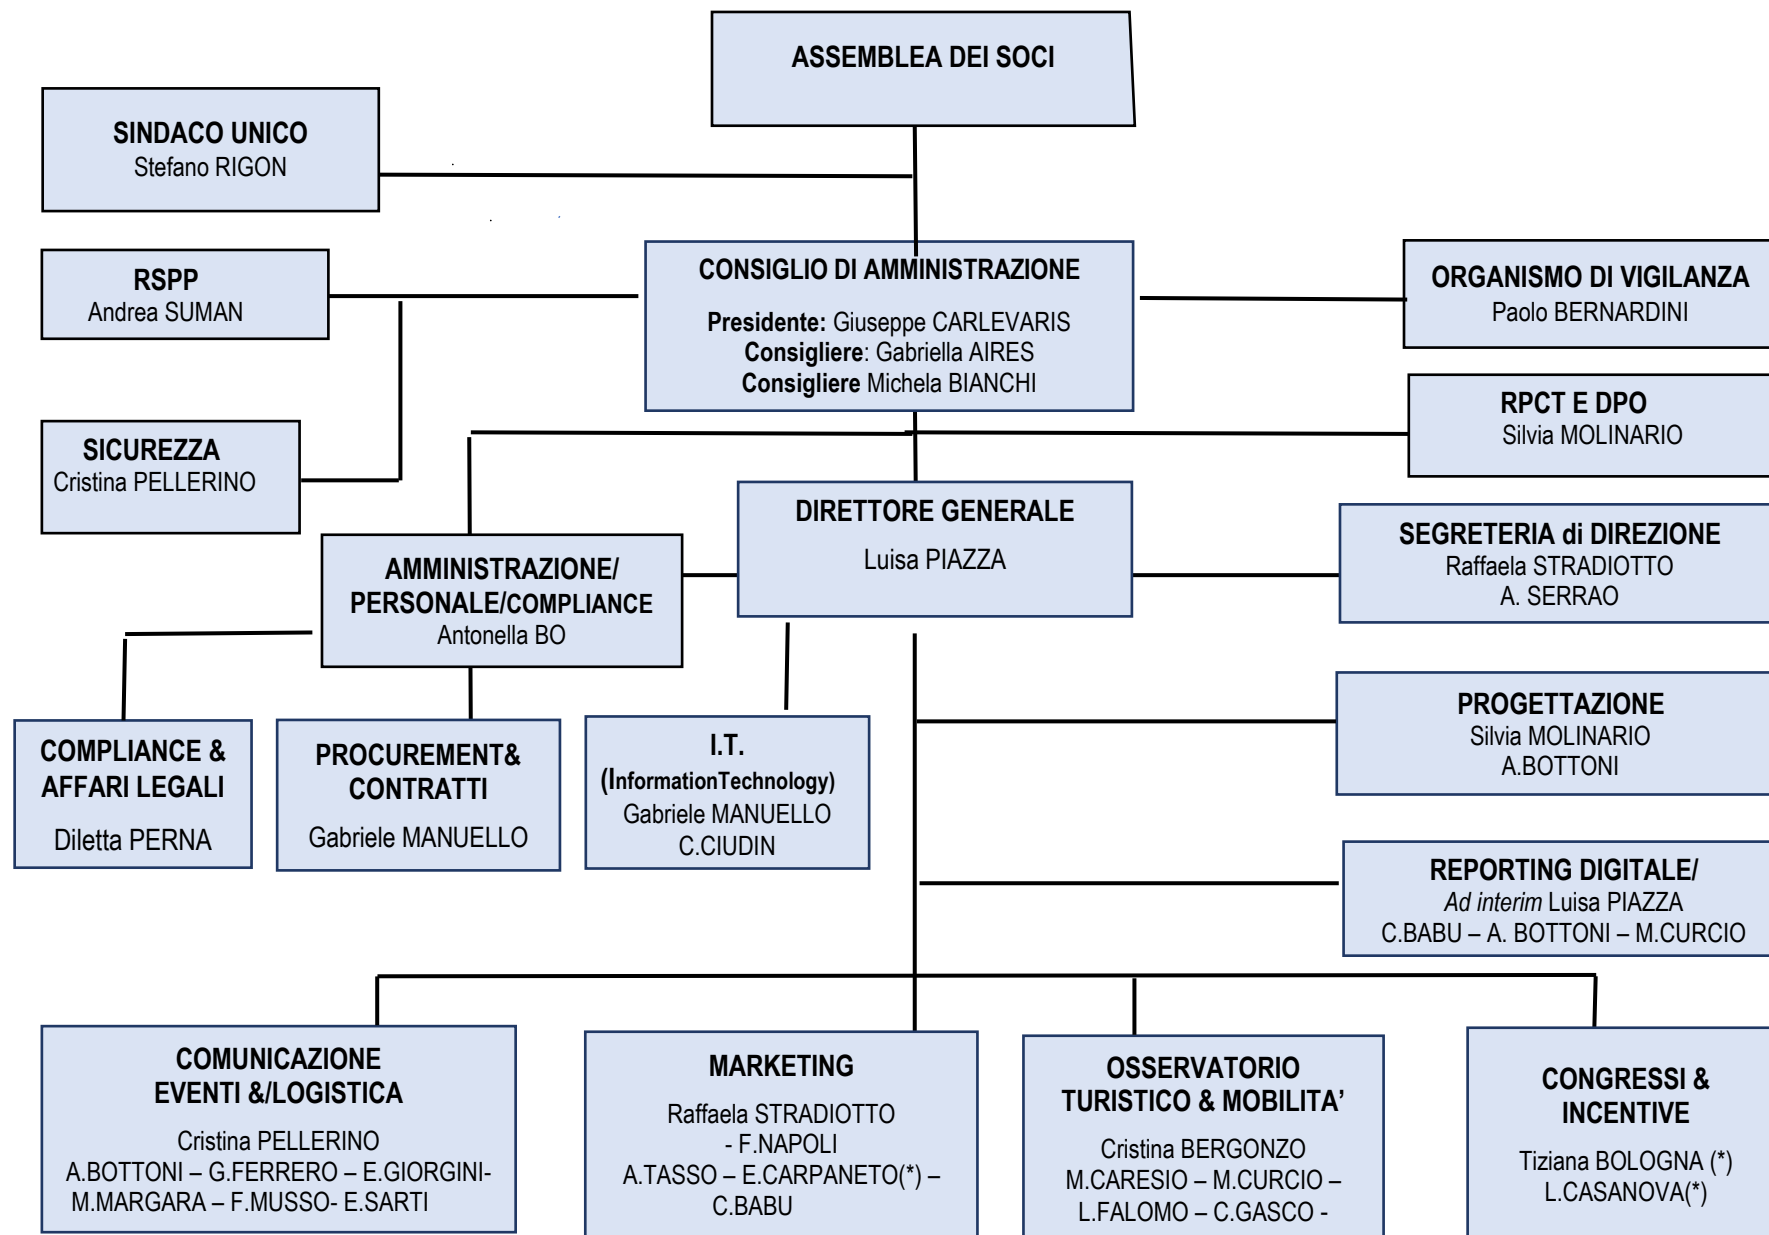 ASSEMBLEA DEI SOCI
SINDACO UNICO
Stefano RIGON
RSPP
Andrea SUMAN
CONSIGLIO DI AMMINISTRAZIONE
Presidente: Giuseppe CARLEVARIS
Consigliere: Gabriella AIRES
Consigliere Michela BIANCHI
ORGANISMO DI VIGILANZA
Paolo BERNARDINI
RPCT E DPO
Silvia MOLINARIO
SICUREZZA
Cristina PELLERINO
DIRETTORE GENERALE
Luisa PIAZZA
SEGRETERIA di DIREZIONE
Raffaela STRADIOTTO
A. SERRAO
AMMINISTRAZIONE/
PERSONALE/COMPLIANCE
Antonella BO
COMPLIANCE &
AFFARI LEGALI
Diletta PERNA
PROCUREMENT&
CONTRATTI
Gabriele MANUELLO
I.T.
(InformationTechnology)
Gabriele MANUELLO
C.CIUDIN
PROGETTAZIONE
Silvia MOLINARIO
A.BOTTONI
REPORTING DIGITALE/
Ad interim Luisa PIAZZA
C.BABU – A. BOTTONI – M.CURCIO
COMUNICAZIONE
EVENTI &/LOGISTICA
Cristina PELLERINO
A.BOTTONI – G.FERRERO – E.GIORGINI-
M.MARGARA – F.MUSSO- E.SARTI
MARKETING
Raffaela STRADIOTTO
- F.NAPOLI
A.TASSO – E.CARPANETO(*) –
C.BABU
OSSERVATORIO
TURISTICO & MOBILITA’
Cristina BERGONZO
M.CARESIO – M.CURCIO –
L.FALOMO – C.GASCO -
CONGRESSI &
INCENTIVE
Tiziana BOLOGNA (*)
L.CASANOVA(*)